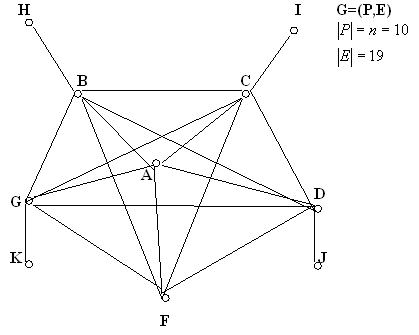 H
I
G=(P,E)
|P| = n = 10
|E| = 19
B
C
A
G
D
K
J
F